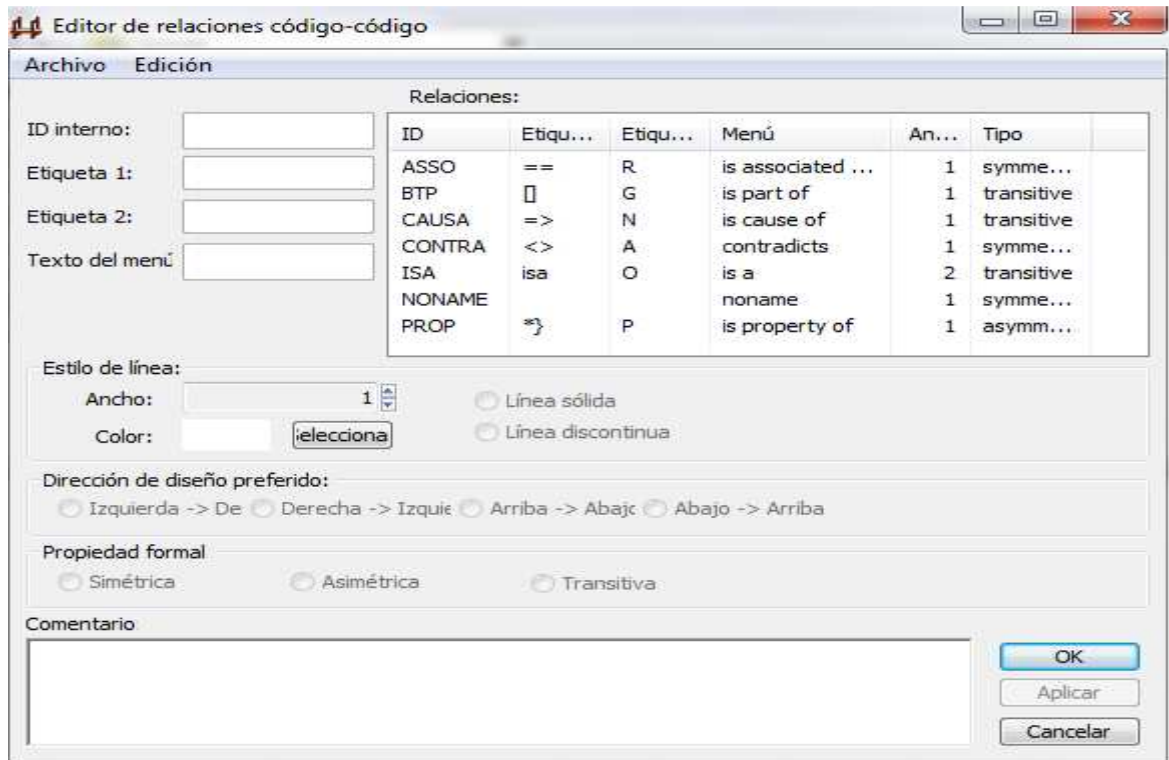 Editor de relaciones código-código
Archivo Edición
Relaciones:
ID interno:
Etiqueta 1:
Etiqueta 2:
Texto del menú
ID Etiqu... Etiqu... Menú An... Tipo
ASSO == R is associated ... 1 symme...
BTP [] G is part of 1 transitive
CAUSA => N is cause of 1 transitive
CONTRA <> A contradicts 1 symme...
ISA isa O is a 2 transitive
NONAME noname 1 symme...
PROP *} P is property of 1 asymm...
Estilo de línea:
Ancho: 1
Color: elecciona
Línea sólida
Línea discontinua
Dirección de diseño preferido:
Izquierda -> De Derecha -> Izquie Arriba -> Abajo Abajo -> Arriba
Propiedad formal
Simétrica Asimétrica Transitiva
Comentario
OK
Aplicar
Cancelar